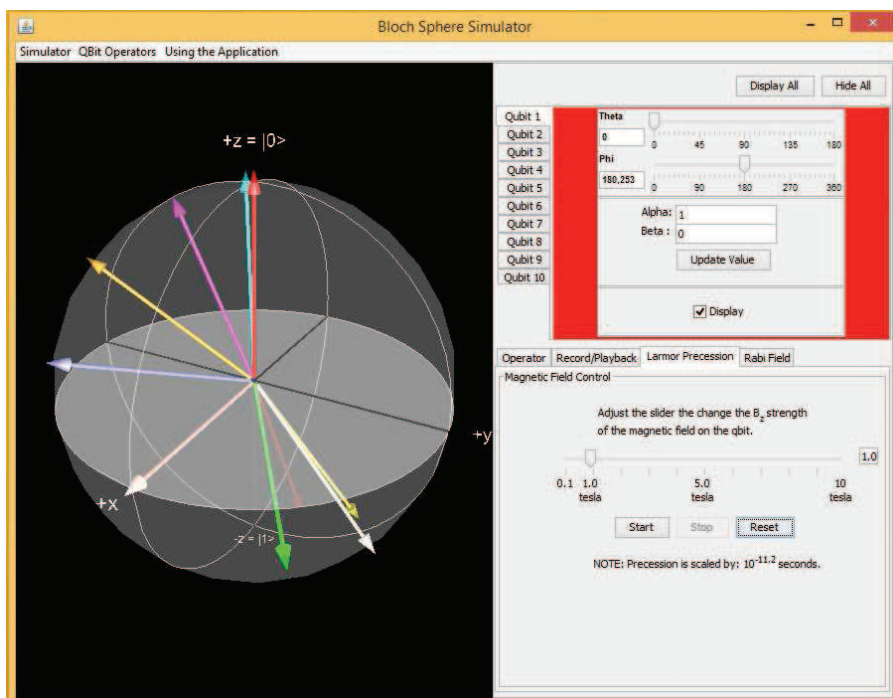 Bloch Sphere Simulator
Simulator QBit Operators Using the Application
Display All Hide All
+z = |0>
+y
+x
-z = |1>
Qubit 1
Qubit 2
Qubit 3
Qubit 4
Qubit 5
Qubit 6
Qubit 7
Qubit 8
Qubit 9
Qubit 10
Theta
0
0 45 90 135 180
Phi
180,253
0 90 180 270 360
Alpha: 1
Beta : 0
Update Value
Display
Operator Record/Playback Larmor Precession Rabi Field
Magnetic Field Control
Adjust the slider the change the B2 strength
of the magnetic field on the qbit.
1.0
0.1 1.0 5.0 10
tesla tesla tesla
Start Stop Reset
NOTE: Precession is scaled by: 10^-11,2 seconds.